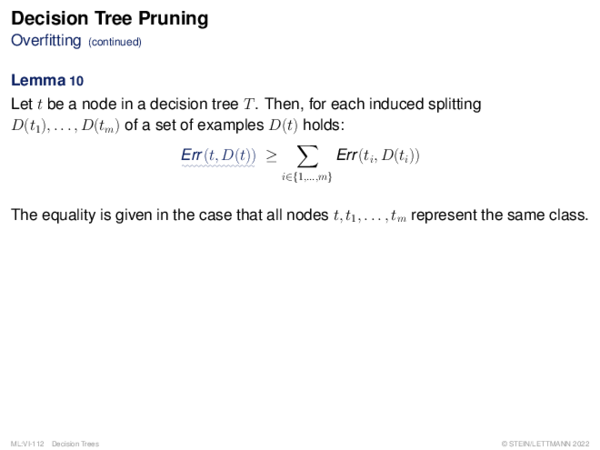 Decision Tree Pruning
Overfitting (continued)
Lemma 10
Let t be a node in a decision tree T. Then, for each induced splitting
D(t₁), . . . , D(tₘ) of a set of examples D(t) holds:
Err(t, D(t)) ≥ ∑ Err(tᵢ, D(tᵢ))
i∈{1,...,m}
The equality is given in the case that all nodes t, t₁, . . . , tₘ represent the same class.
ML:VI-112 Decision Trees © STEIN/LETTMANN 2022